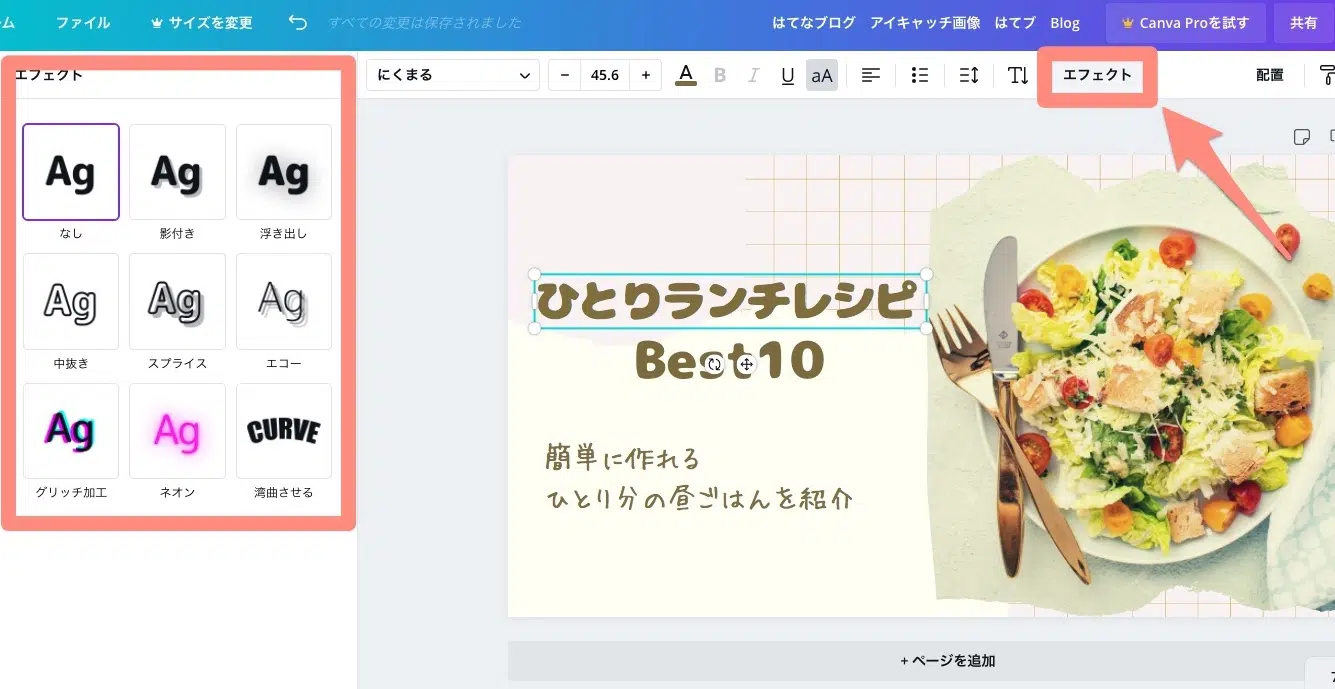 ム ファイル サイズを変更 すべての変更は保存されました はてなブログ アイキャッチ画像 はてブ Blog Canva Proを試す 共有
エフェクト
にくまる − 45.6 + A B I U aA エフェクト 配置
Ag Ag Ag
なし 影付き 浮き出し
Ag Ag Ag
中抜き スプライス エコー
Ag Ag CURVE
グリッチ加工 ネオン 湾曲させる
ひとりランチレシピ
Best10
簡単に作れる
ひとり分の昼ごはんを紹介
+ ページを追加